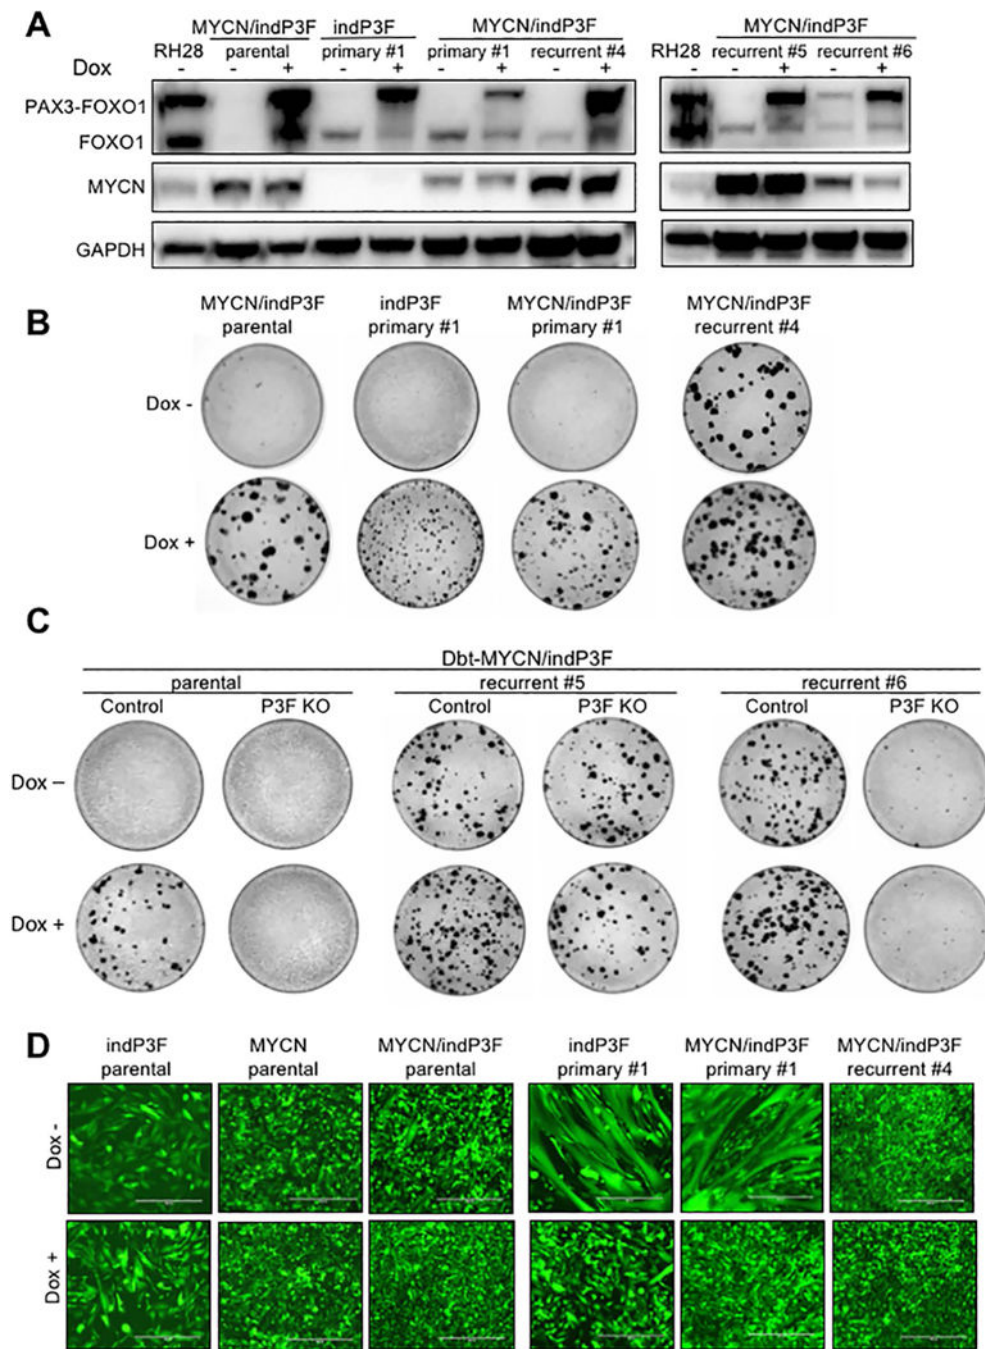 A
MYCN/indP3F indP3F MYCN/indP3F MYCN/indP3F
RH28 parental primary #1 primary #1 recurrent #4 RH28 recurrent #5 recurrent #6
Dox - - + - + - + - + - - + - +
PAX3-FOXO1
FOXO1
MYCN
GAPDH
B
MYCN/indP3F indP3F MYCN/indP3F MYCN/indP3F
parental primary #1 primary #1 recurrent #4
Dox -
Dox +
C
Dbt-MYCN/indP3F
parental recurrent #5 recurrent #6
Control P3F KO Control P3F KO Control P3F KO
Dox –
Dox +
D
indP3F MYCN MYCN/indP3F indP3F MYCN/indP3F MYCN/indP3F
parental parental parental primary #1 primary #1 recurrent #4
Dox -
Dox +